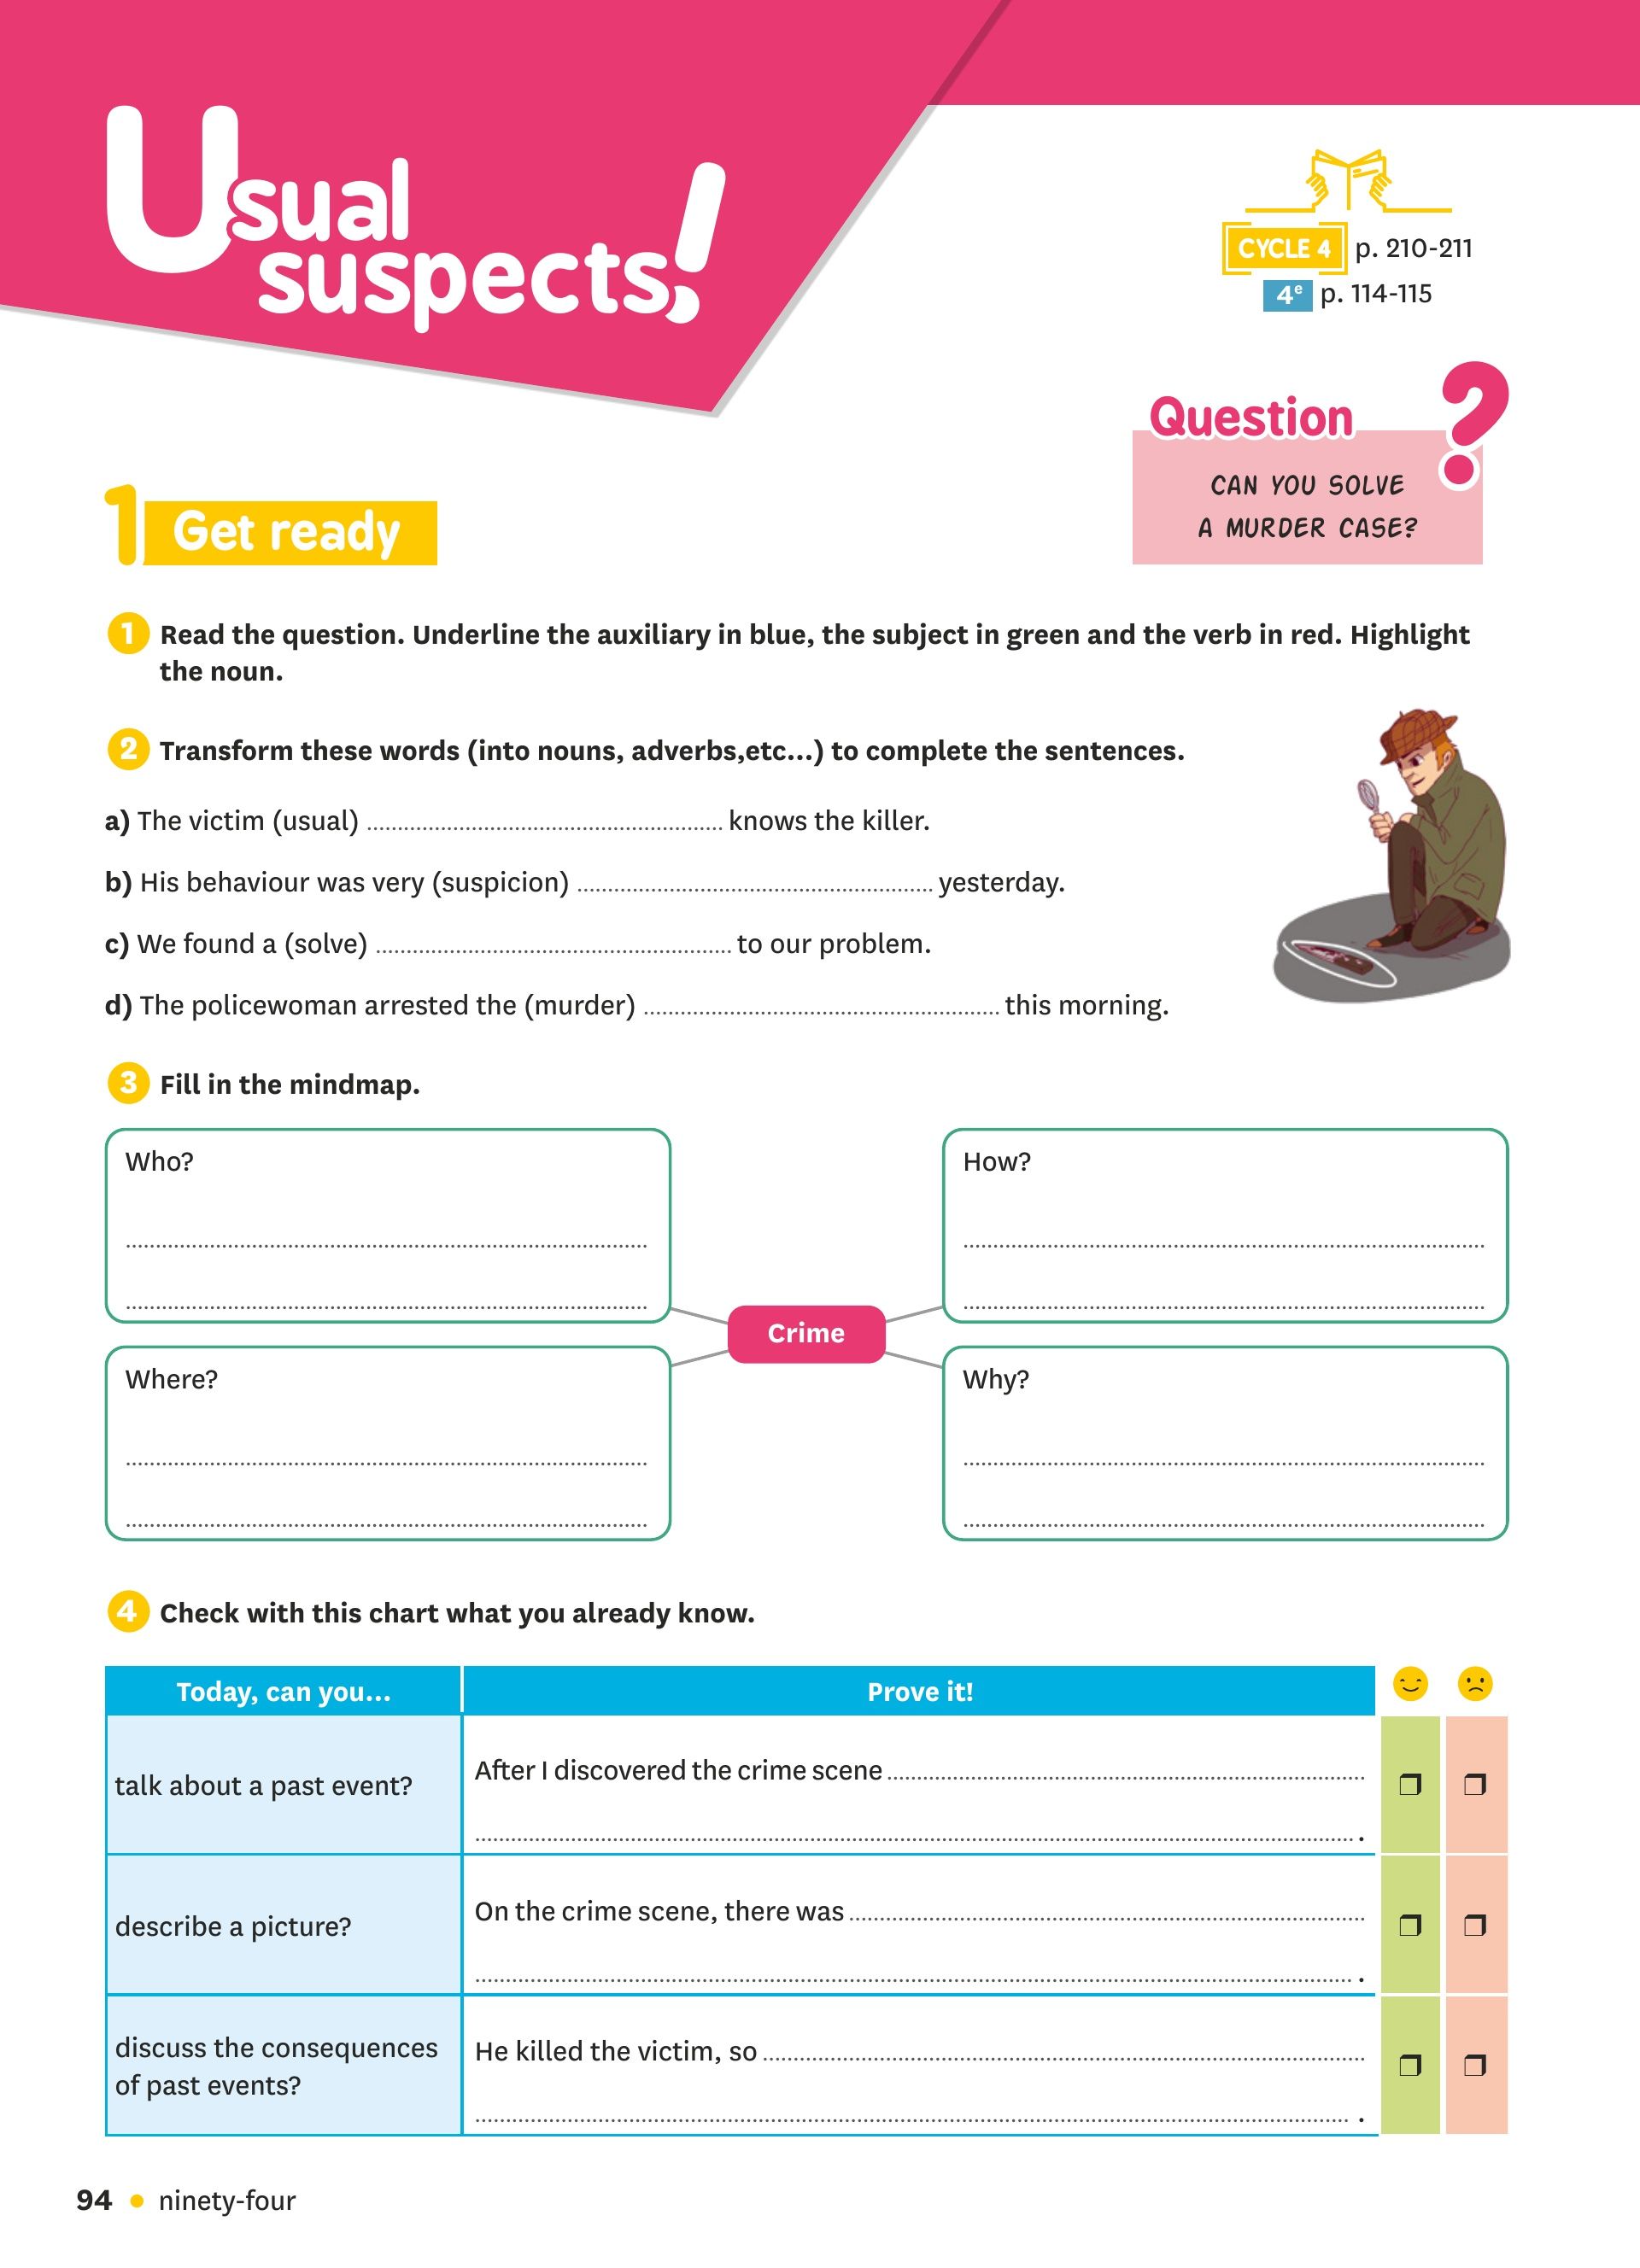 Usual
suspects!
CYCLE 4 p. 210-211
4e p. 114-115
Question ?
CAN YOU SOLVE
A MURDER CASE?
1 Get ready
1 Read the question. Underline the auxiliary in blue, the subject in green and the verb in red. Highlight
the noun.
2 Transform these words (into nouns, adverbs,etc...) to complete the sentences.
a) The victim (usual) ........................................ knows the killer.
b) His behaviour was very (suspicion) ........................................ yesterday.
c) We found a (solve) ........................................ to our problem.
d) The policewoman arrested the (murder) ........................................ this morning.
3 Fill in the mindmap.
Who?
How?
Crime
Where?
Why?
4 Check with this chart what you already know.
Today, can you...
Prove it!
talk about a past event?
After I discovered the crime scene ........................................
........................................ .
describe a picture?
On the crime scene, there was ........................................
........................................ .
discuss the consequences
of past events?
He killed the victim, so ........................................
........................................ .
94 • ninety-four